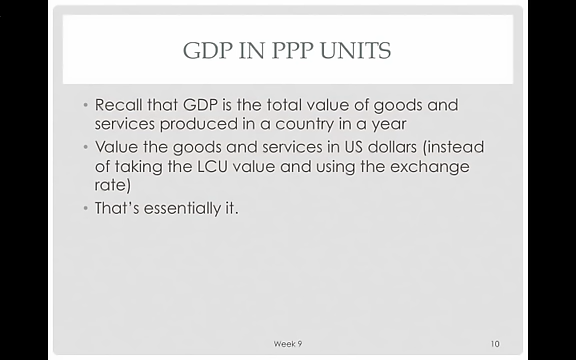 GDP IN PPP UNITS
• Recall that GDP is the total value of goods and
services produced in a country in a year
• Value the goods and services in US dollars (instead
of taking the LCU value and using the exchange
rate)
• That's essentially it.
Week 9
10